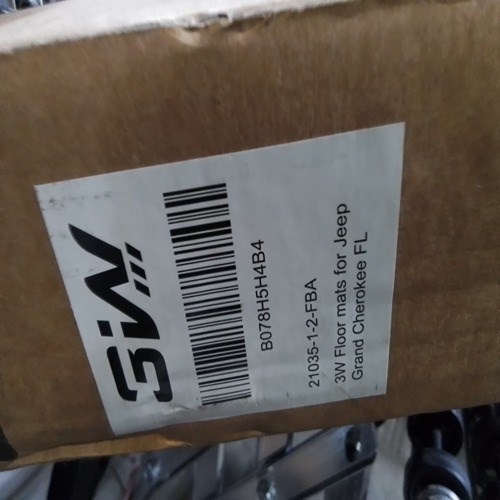 3W
B078H5H4B4
21035-1-2-FBA
3W Floor mats for Jeep
Grand Cherokee FL